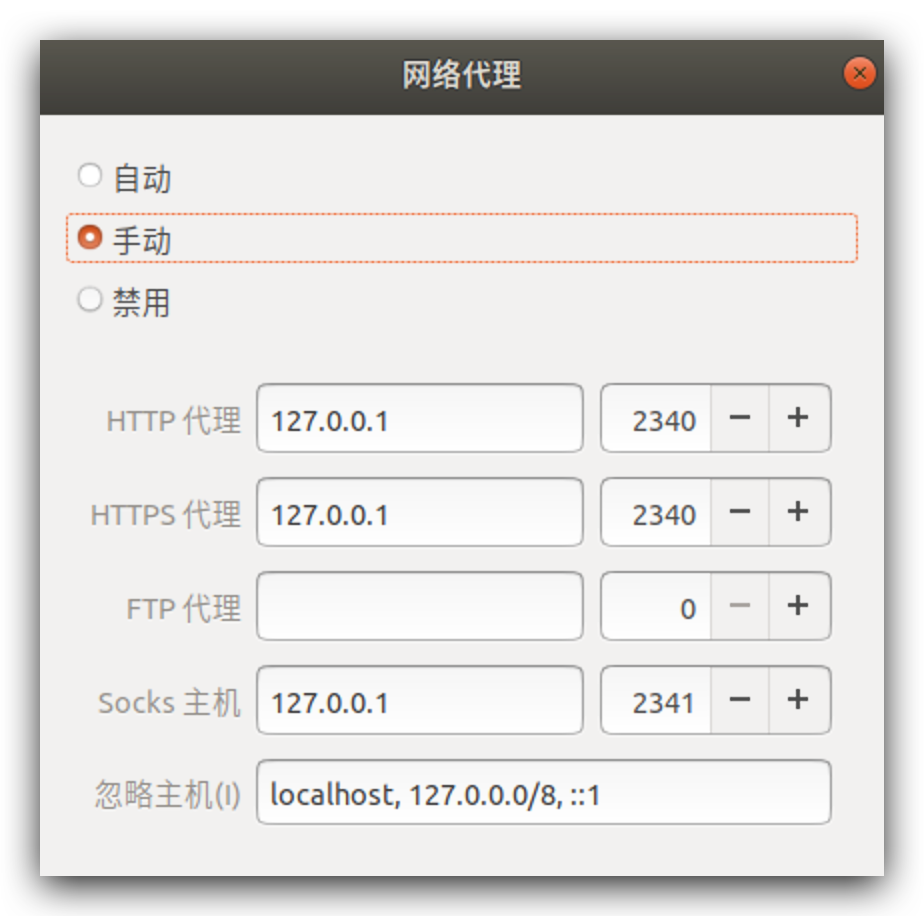 网络代理
自动
手动
禁用
HTTP 代理 127.0.0.1 2340 − +
HTTPS 代理 127.0.0.1 2340 − +
FTP 代理 0 − +
Socks 主机 127.0.0.1 2341 − +
忽略主机(I) localhost, 127.0.0.0/8, ::1